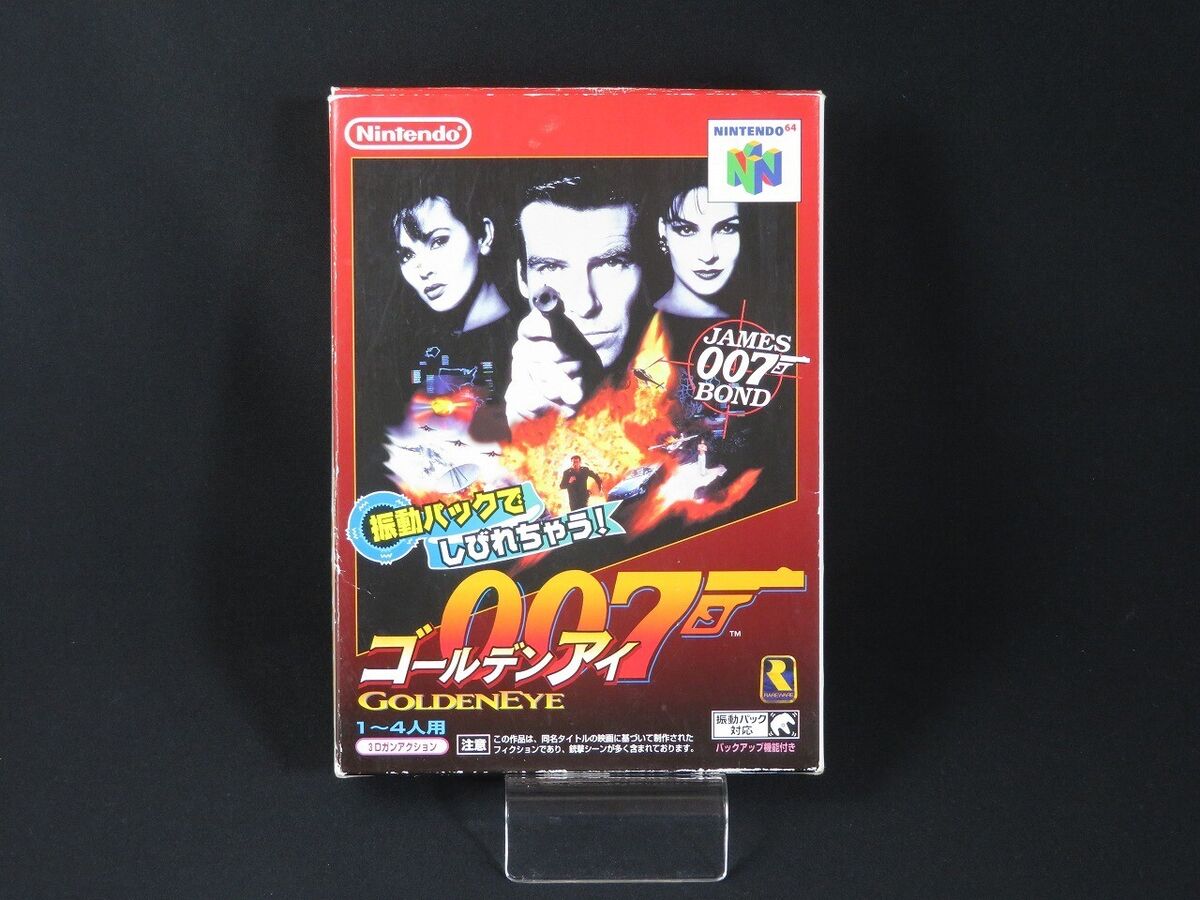 Nintendo®
NINTENDO64
JAMES
007
BOND
振動パックで
しびれちゃう!
007
™
ゴールデンアイ
GOLDENEYE
RAREWARE
1〜4人用
3Dガンアクション
注意
この作品は、同名タイトルの映画に基づいて制作された
フィクションであり、銃撃シーンが多く含まれております。
振動パック
対応
バックアップ機能付き